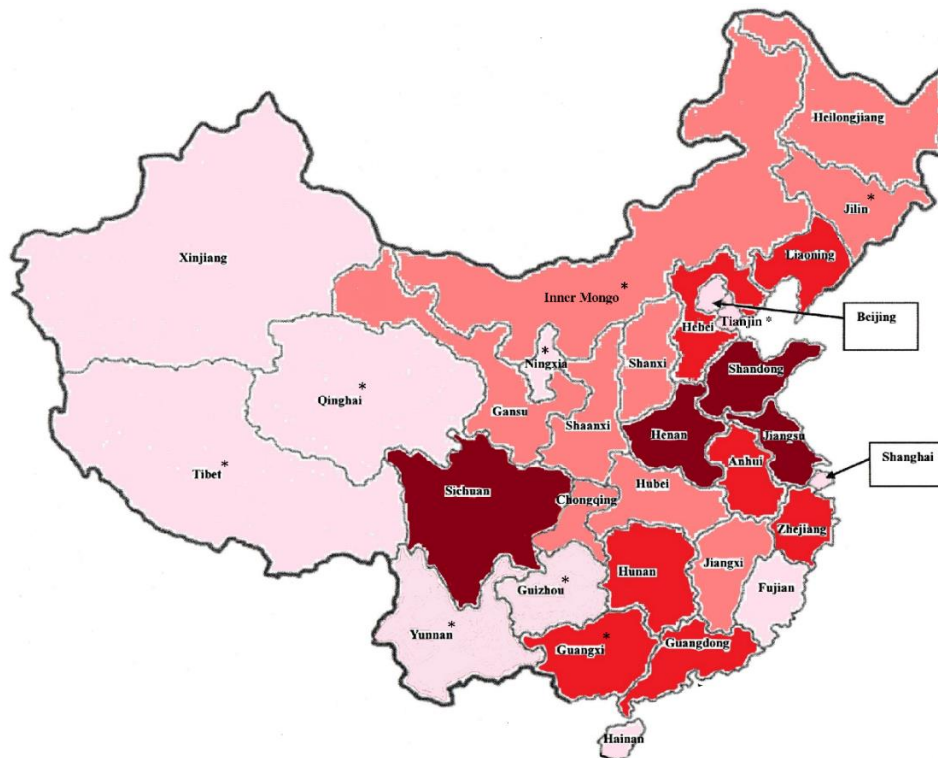 Heilongjiang
Jilin *
Liaoning
Xinjiang
Inner Mongo *
Beijing
Hebei
Tianjin *
Ningxia *
Shanxi
Shandong
Qinghai *
Gansu
Shaanxi
Henan
Jiangsu
Shanghai
Anhui
Tibet *
Sichuan
Chongqing
Hubei
Zhejiang
Jiangxi
Hunan
Fujian
Guizhou *
Yunnan *
Guangxi *
Guangdong
Hainan